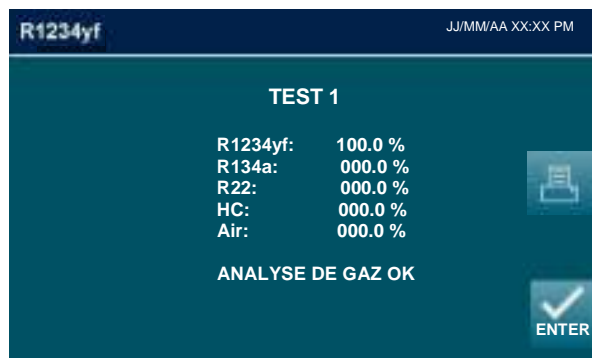 R1234yf JJ/MM/AA XX:XX PM
TEST 1
R1234yf: 100.0 %
R134a: 000.0 %
R22: 000.0 %
HC: 000.0 %
Air: 000.0 %
ANALYSE DE GAZ OK
ENTER